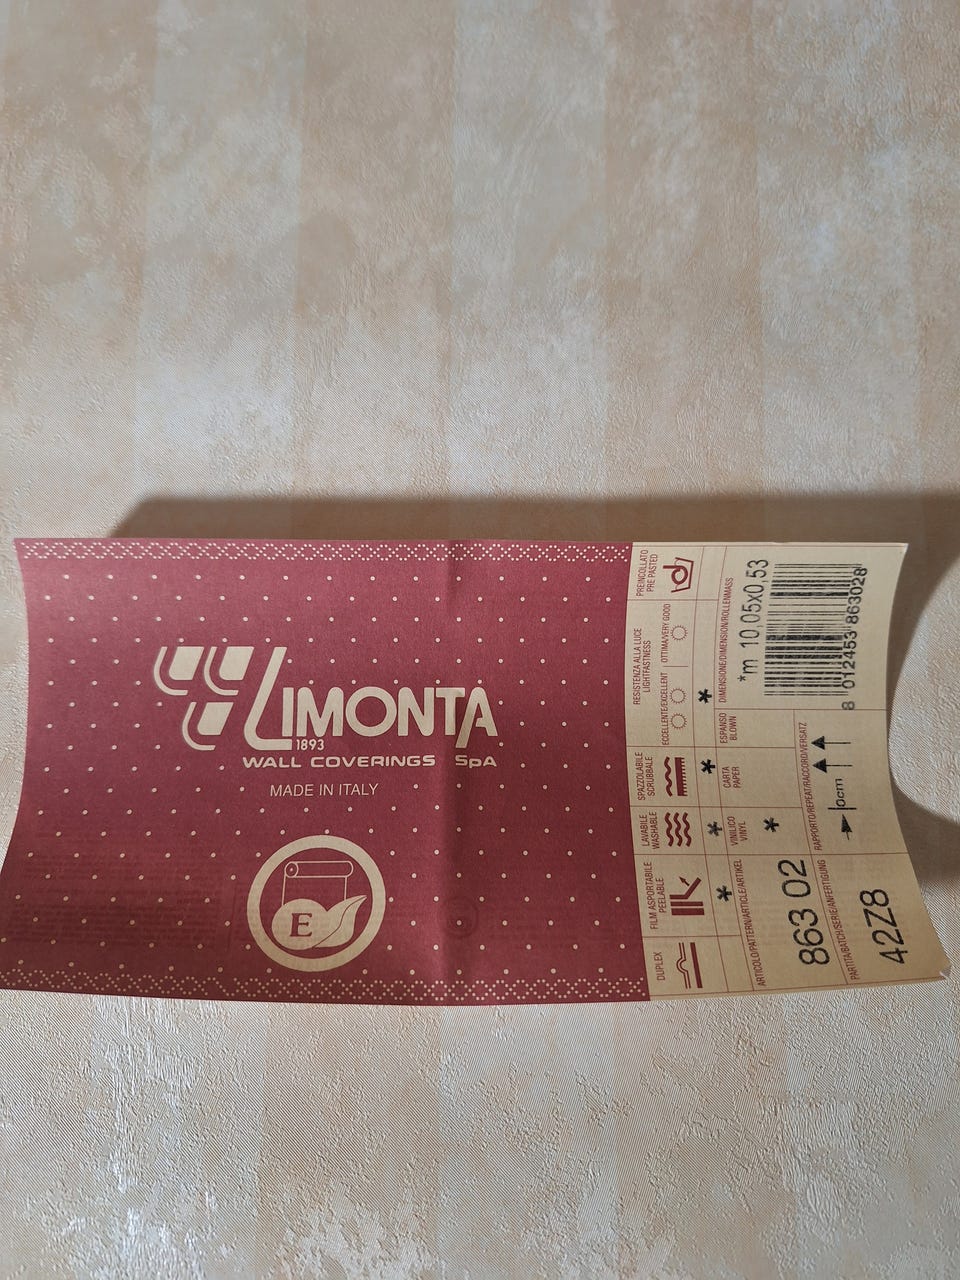 LIMONTA
1893
WALL COVERINGS SpA
MADE IN ITALY
E
PREINCOLLATO
PRE PASTED
RESISTENZA ALLA LUCE
LIGHTFASTNESS
ECCELLENTE/EXCELLENT
OTTIMA/VERY GOOD
*
SPAZZOLABILE
SCRUBBABLE
*
LAVABILE
WASHABLE
*
FILM ASPORTABILE
PEELABLE
*
DUPLEX
DIMENSIONE/DIMENSION/ROLLENMASS
*m 10,05x0,53
8 012453 863028
ESPANSO
BLOWN
CARTA
PAPER
VINILICO
VINYL
*
RAPPORTO/REPEAT/RACCORD/VERSATZ
0cm
ARTICOLO/PATTERN/ARTICLE/ARTIKEL
863 02
PARTITA/BATCH/SERIE/ANFERTIGUNG
42Z8